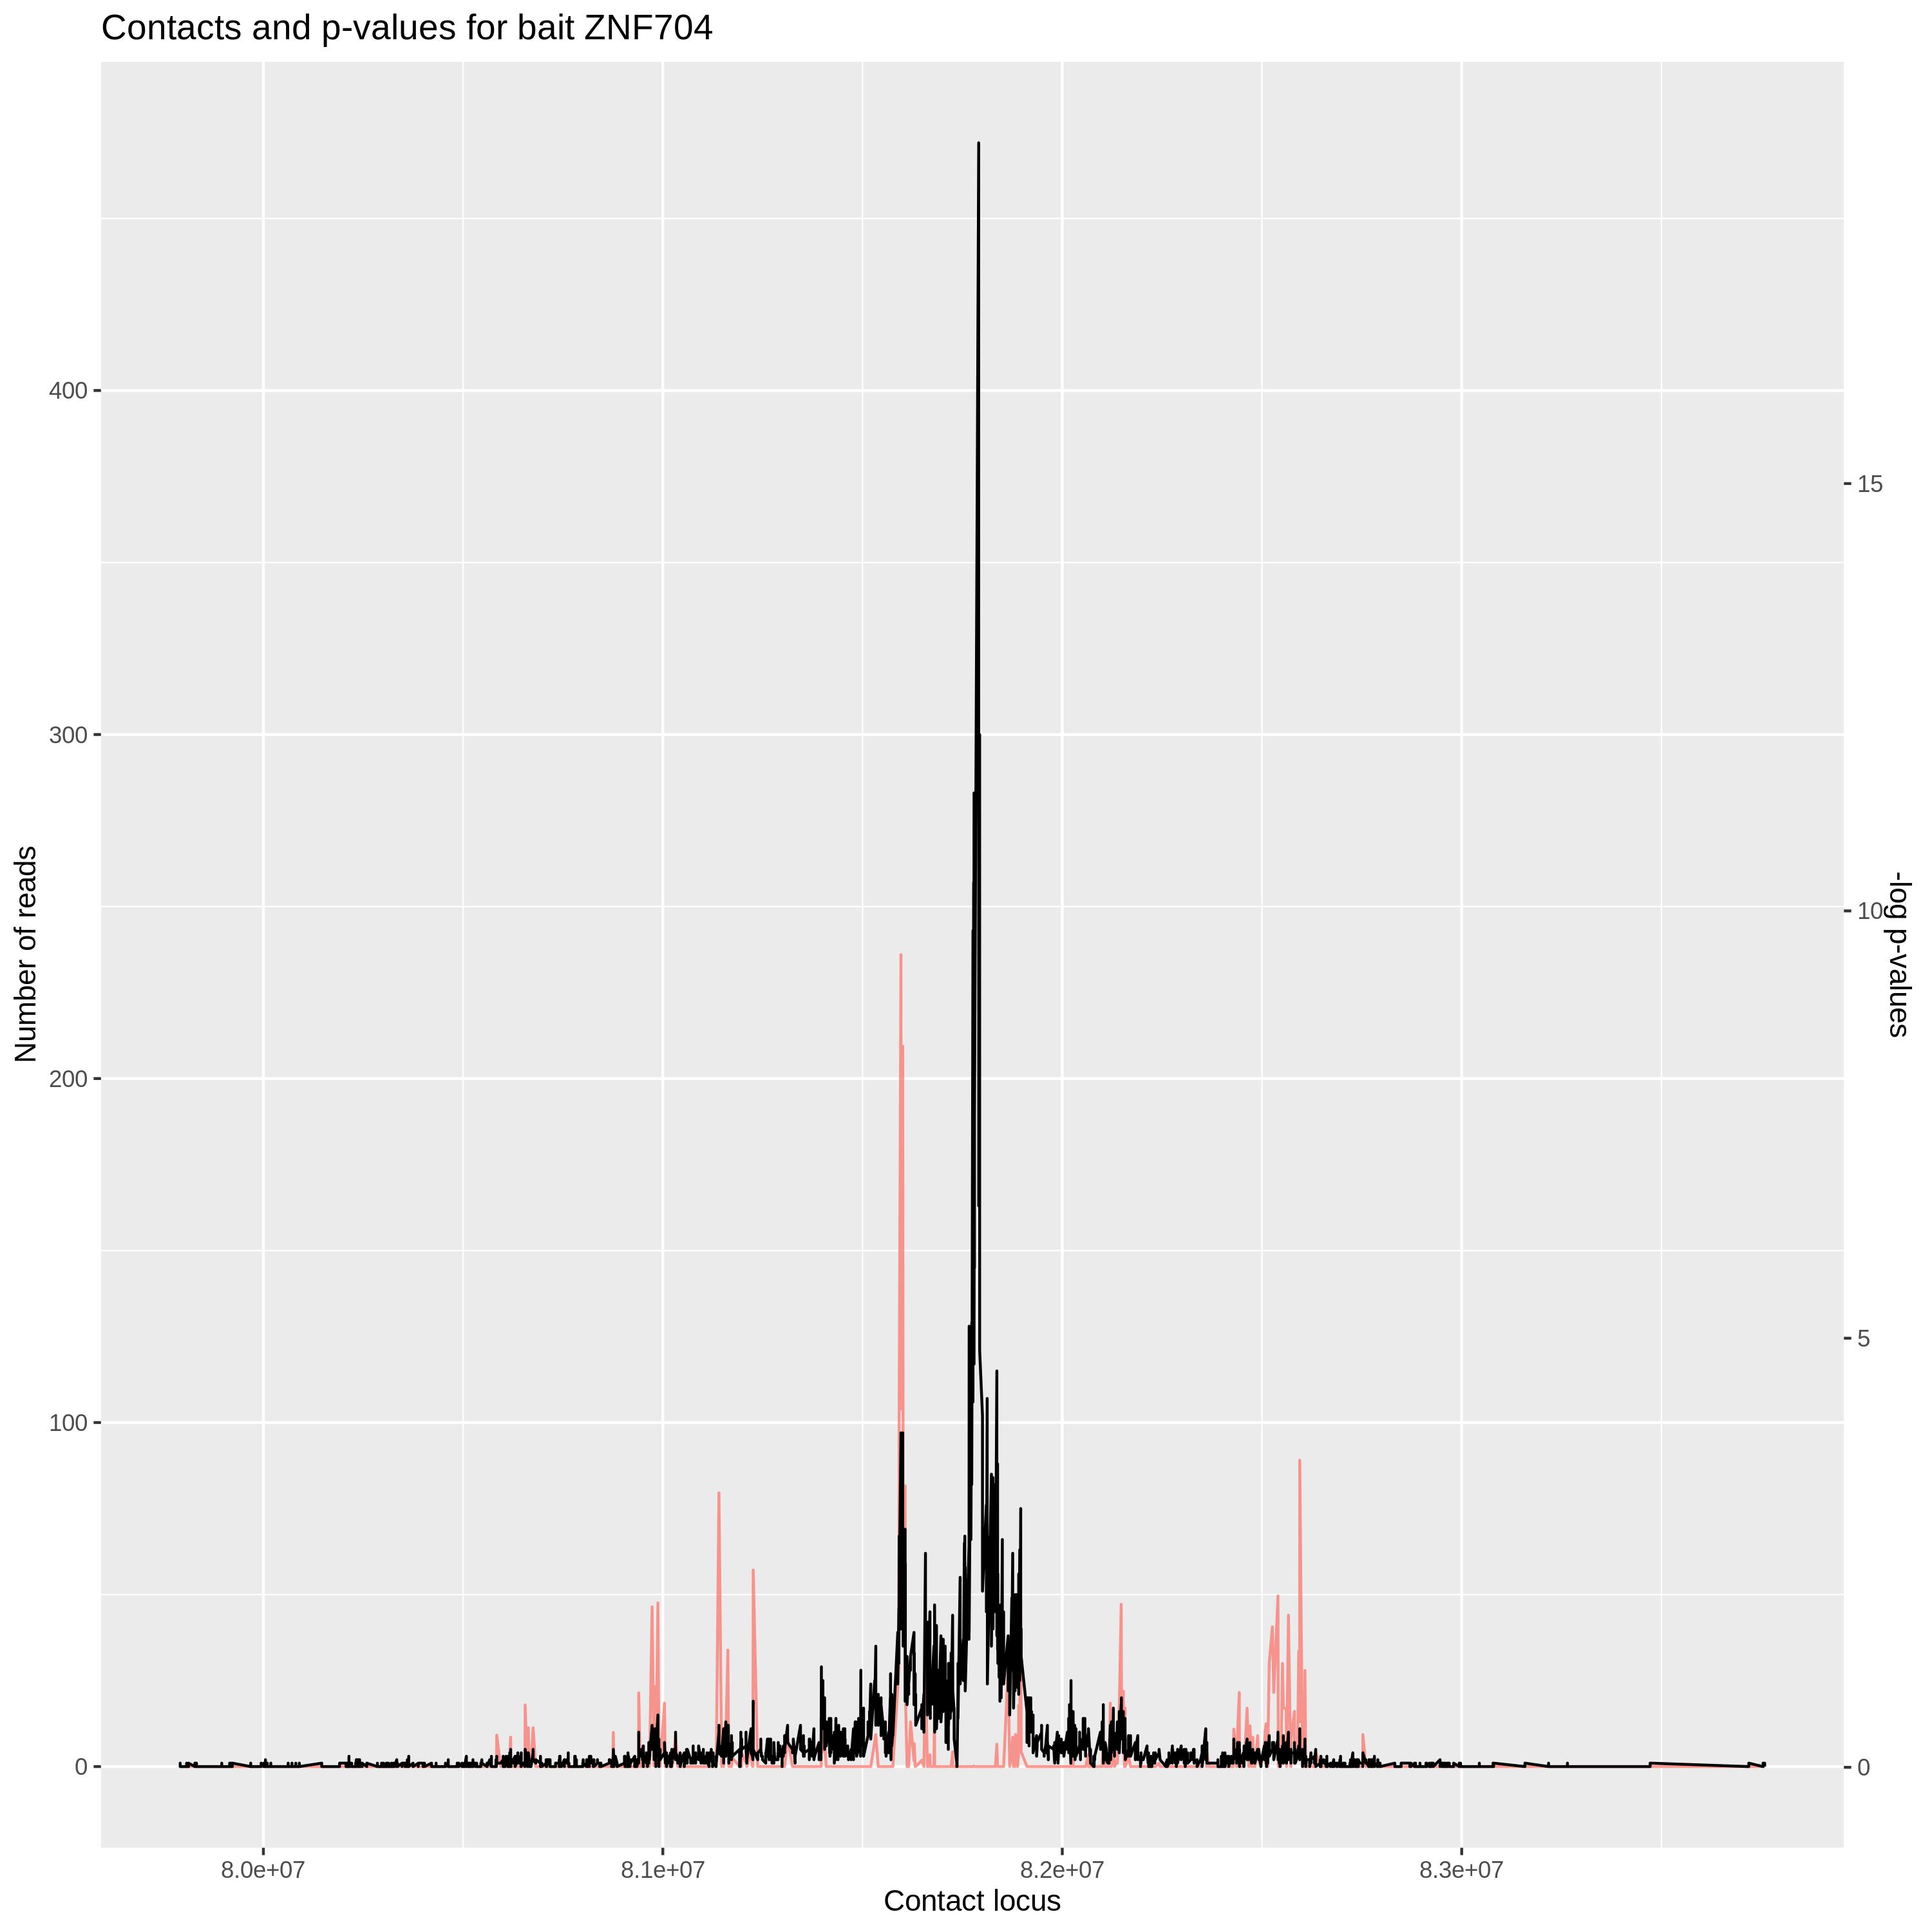 Contacts and p-values for bait ZNF704
Number of reads
400
300
200
100
0
15
10
5
0
-log p-values
8.0e+07 8.1e+07 8.2e+07 8.3e+07
Contact locus